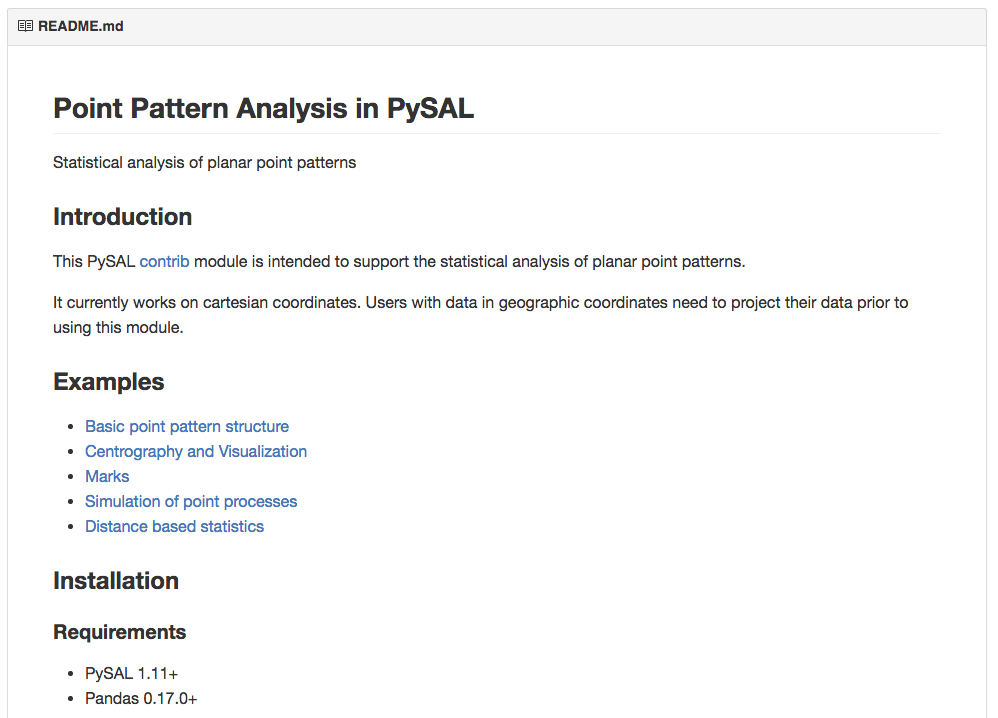 README.md
Point Pattern Analysis in PySAL
Statistical analysis of planar point patterns
Introduction
This PySAL contrib module is intended to support the statistical analysis of planar point patterns.
It currently works on cartesian coordinates. Users with data in geographic coordinates need to project their data prior to
using this module.
Examples
• Basic point pattern structure
• Centrography and Visualization
• Marks
• Simulation of point processes
• Distance based statistics
Installation
Requirements
• PySAL 1.11+
• Pandas 0.17.0+